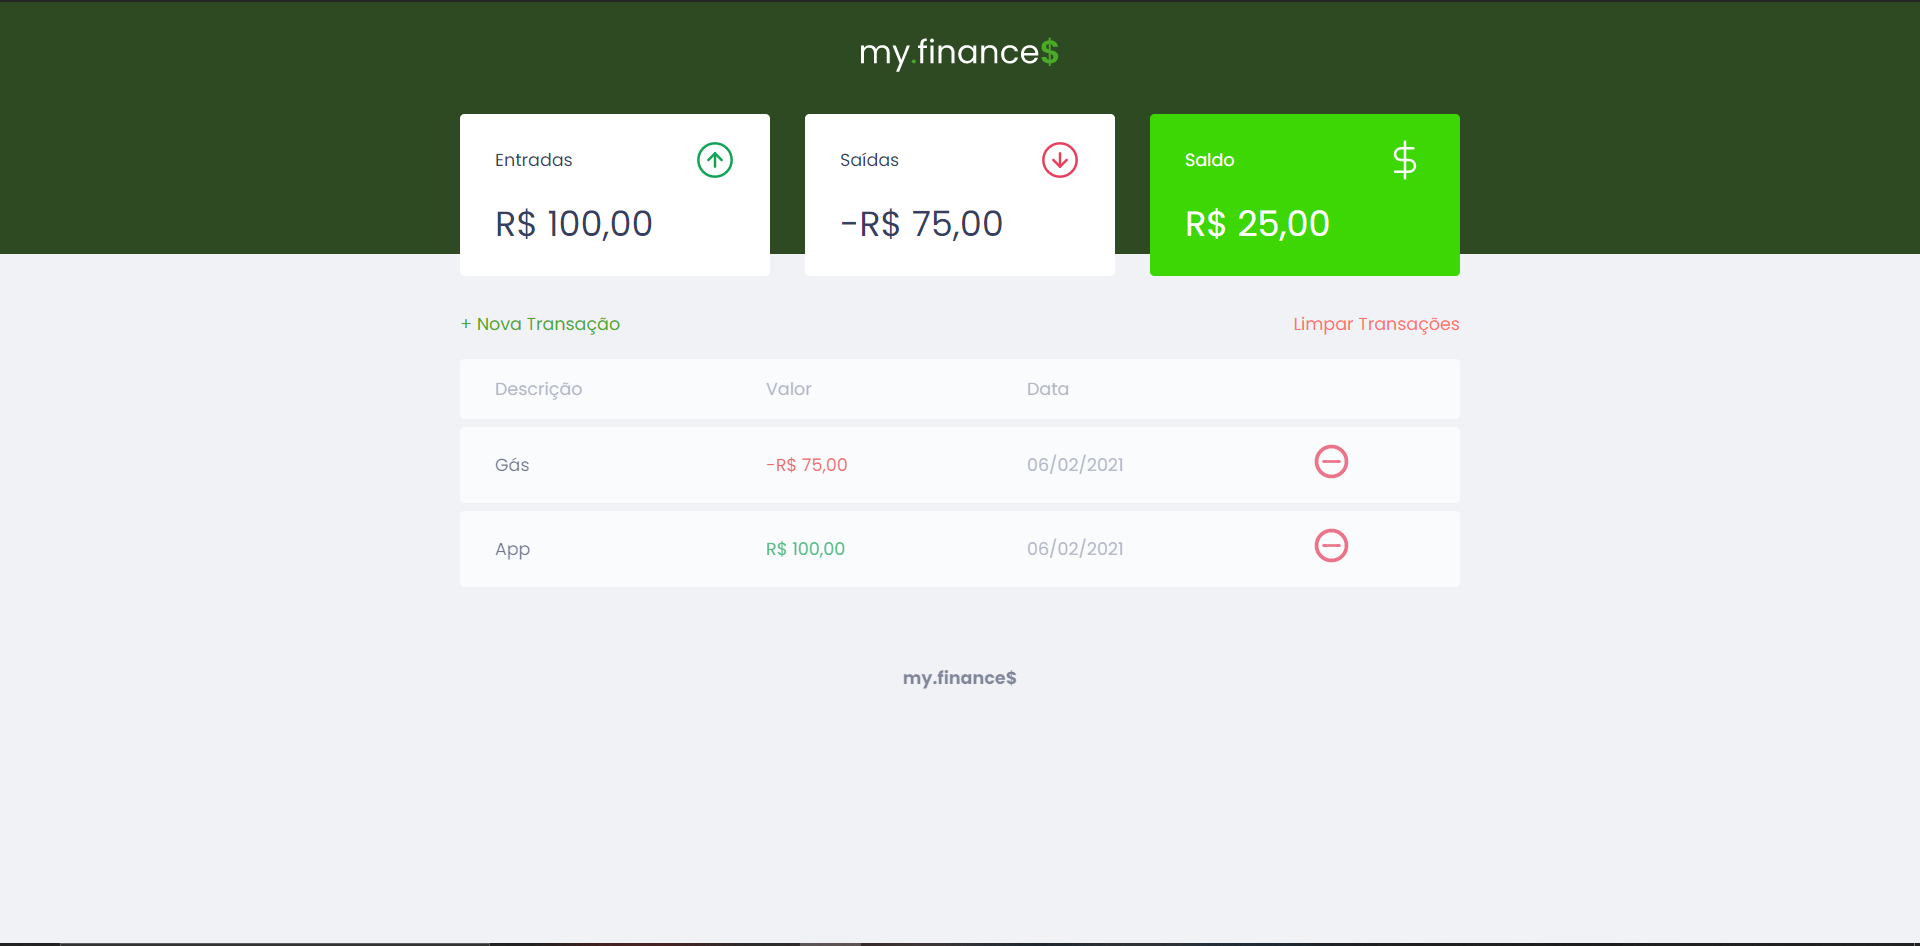 my.finance$
Entradas
R$ 100,00
Saídas
-R$ 75,00
Saldo
R$ 25,00
+ Nova Transação
Limpar Transações
Descrição Valor Data
Gás -R$ 75,00 06/02/2021
App R$ 100,00 06/02/2021
my.finance$